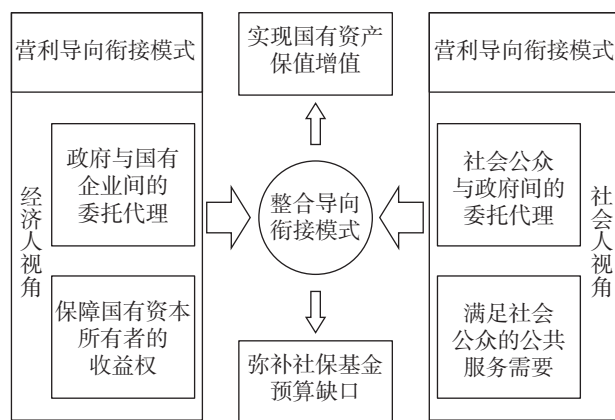 营利导向衔接模式
经济人视角
政府与国有
企业间的
委托代理
保障国有资本
所有者的
收益权
实现国有资产
保值增值
整合导向
衔接模式
弥补社保基金
预算缺口
营利导向衔接模式
社会公众
与政府间的
委托代理
满足社会
公众的公共
服务需要
社会人视角